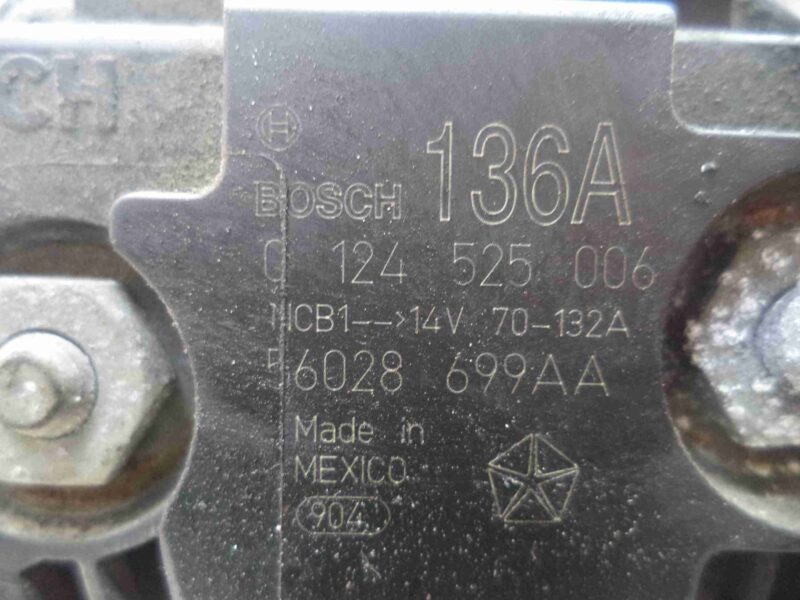 CH
BOSCH 136A
0 124 525 006
NCB1-->14V 70-132A
56028 699AA
Made in
MEXICO
904